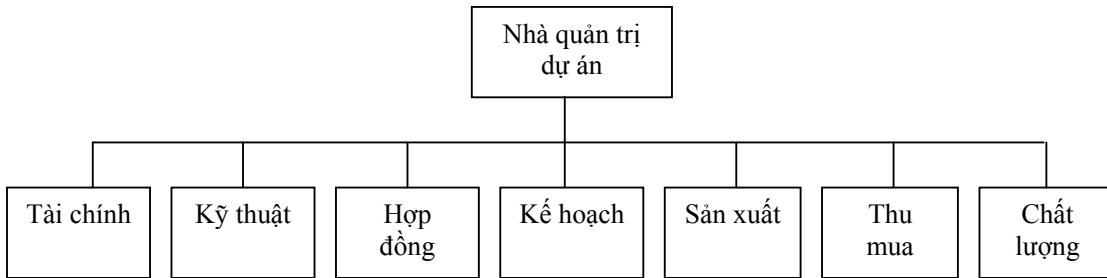 Nhà quản trị
dự án
Tài chính
Kỹ thuật
Hợp
đồng
Kế hoạch
Sản xuất
Thu
mua
Chất
lượng